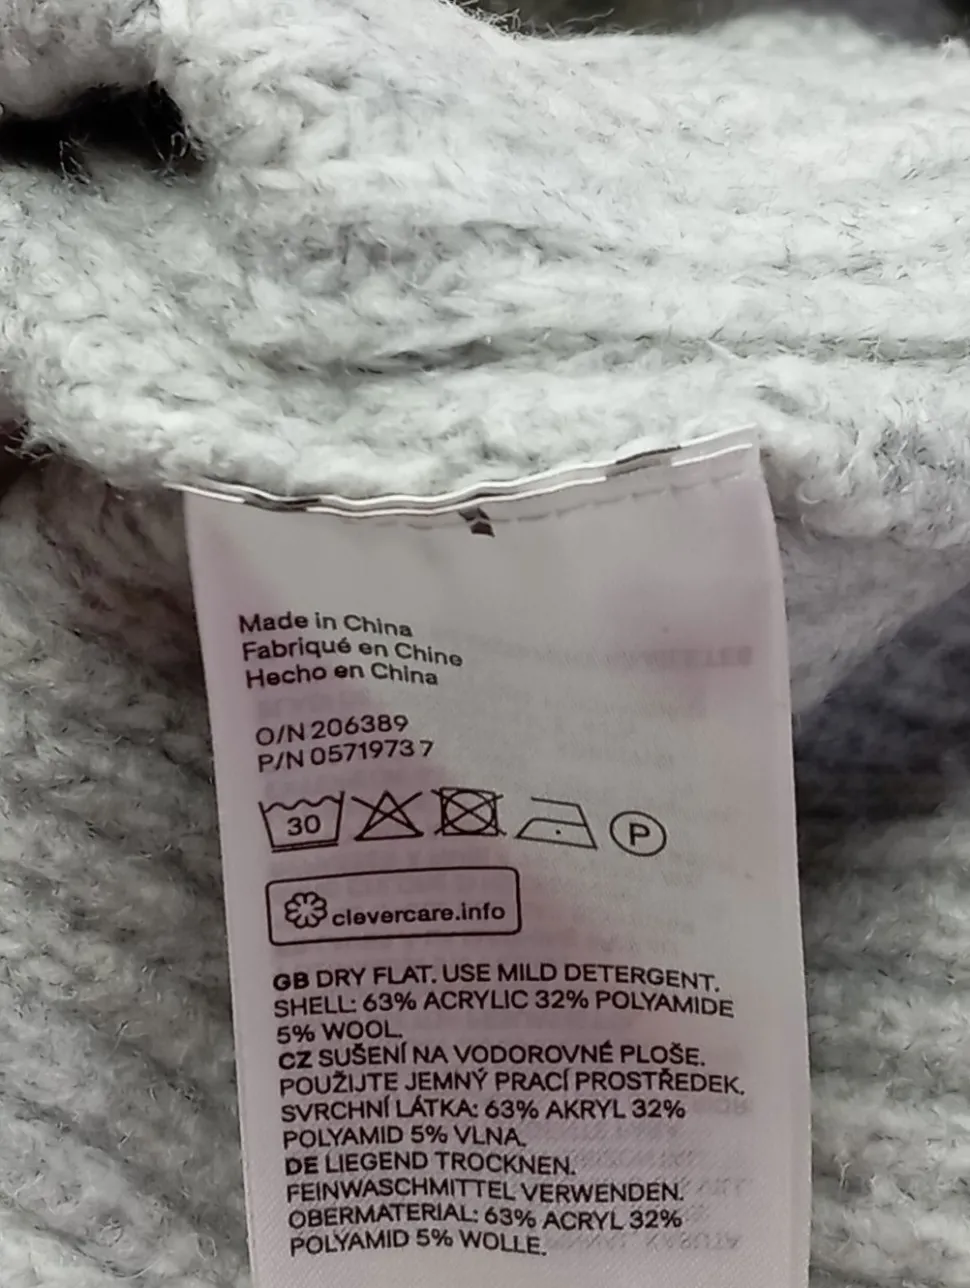 Made in China
Fabriqué en Chine
Hecho en China
O/N 206389
P/N 0571973 7
30
P
clevercare.info
GB DRY FLAT. USE MILD DETERGENT.
SHELL: 63% ACRYLIC 32% POLYAMIDE
5% WOOL.
CZ SUŠENÍ NA VODOROVNÉ PLOŠE.
POUŽIJTE JEMNÝ PRACÍ PROSTŘEDEK.
SVRCHNÍ LÁTKA: 63% AKRYL 32%
POLYAMID 5% VLNA.
DE LIEGEND TROCKNEN.
FEINWASCHMITTEL VERWENDEN.
OBERMATERIAL: 63% ACRYL 32%
POLYAMID 5% WOLLE.